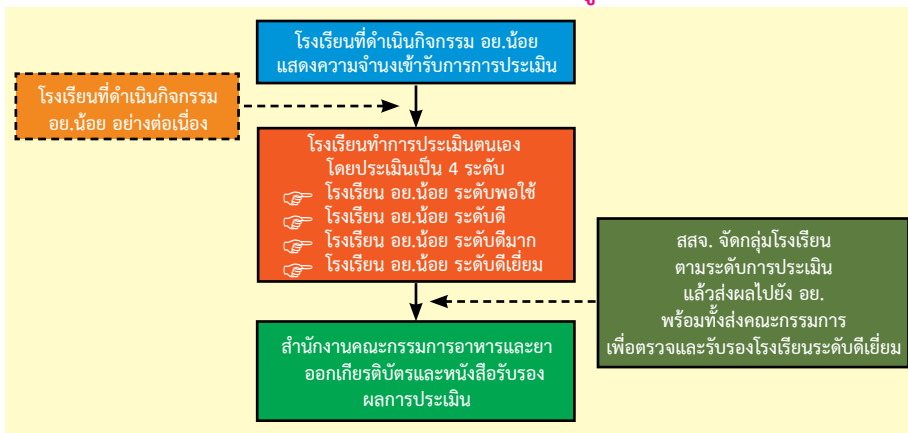 โรงเรียนที่ดำเนินกิจกรรม อย.น้อย
แสดงความจำนงเข้ารับการการประเมิน
โรงเรียนที่ดำเนินกิจกรรม
อย.น้อย อย่างต่อเนื่อง
โรงเรียนทำการประเมินตนเอง
โดยประเมินเป็น 4 ระดับ
โรงเรียน อย.น้อย ระดับพอใช้
โรงเรียน อย.น้อย ระดับดี
โรงเรียน อย.น้อย ระดับดีมาก
โรงเรียน อย.น้อย ระดับดีเยี่ยม
สสจ. จัดกลุ่มโรงเรียน
ตามระดับการประเมิน
แล้วส่งผลไปยัง อย.
พร้อมทั้งส่งคณะกรรมการ
เพื่อตรวจและรับรองโรงเรียนระดับดีเยี่ยม
สำนักงานคณะกรรมการอาหารและยา
ออกเกียรติบัตรและหนังสือรับรอง
ผลการประเมิน